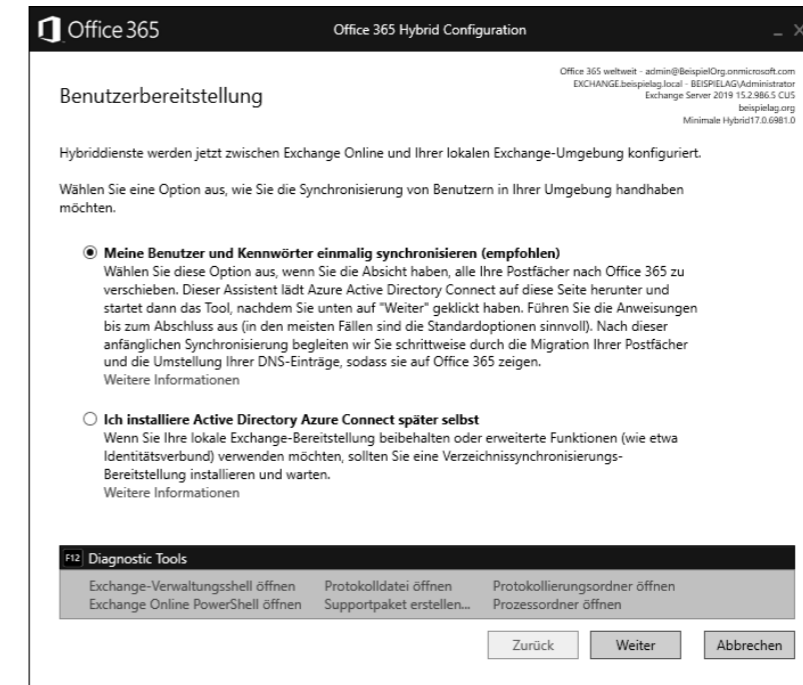 Office 365
Office 365 Hybrid Configuration
Office 365 weltweit - admin@BeispielOrg.onmicrosoft.com
EXCHANGE.beispielag.local - BEISPIELAG\Administrator
Exchange Server 2019 15.2.986.5 CU5
beispielag.org
Minimale Hybrid17.0.6981.0
Benutzerbereitstellung
Hybriddienste werden jetzt zwischen Exchange Online und Ihrer lokalen Exchange-Umgebung konfiguriert.
Wählen Sie eine Option aus, wie Sie die Synchronisierung von Benutzern in Ihrer Umgebung handhaben
möchten.
Meine Benutzer und Kennwörter einmalig synchronisieren (empfohlen)
Wählen Sie diese Option aus, wenn Sie die Absicht haben, alle Ihre Postfächer nach Office 365 zu
verschieben. Dieser Assistent lädt Azure Active Directory Connect auf diese Seite herunter und
startet dann das Tool, nachdem Sie unten auf "Weiter" geklickt haben. Führen Sie die Anweisungen
bis zum Abschluss aus (in den meisten Fällen sind die Standardoptionen sinnvoll). Nach dieser
anfänglichen Synchronisierung begleiten wir Sie schrittweise durch die Migration Ihrer Postfächer
und die Umstellung Ihrer DNS-Einträge, sodass sie auf Office 365 zeigen.
Weitere Informationen
Ich installiere Active Directory Azure Connect später selbst
Wenn Sie Ihre lokale Exchange-Bereitstellung beibehalten oder erweiterte Funktionen (wie etwa
Identitätsverbund) verwenden möchten, sollten Sie eine Verzeichnissynchronisierungs-
Bereitstellung installieren und warten.
Weitere Informationen
F12 Diagnostic Tools
Exchange-Verwaltungsshell öffnen Protokolldatei öffnen Protokollierungsordner öffnen
Exchange Online PowerShell öffnen Supportpaket erstellen... Prozessordner öffnen
Zurück Weiter Abbrechen